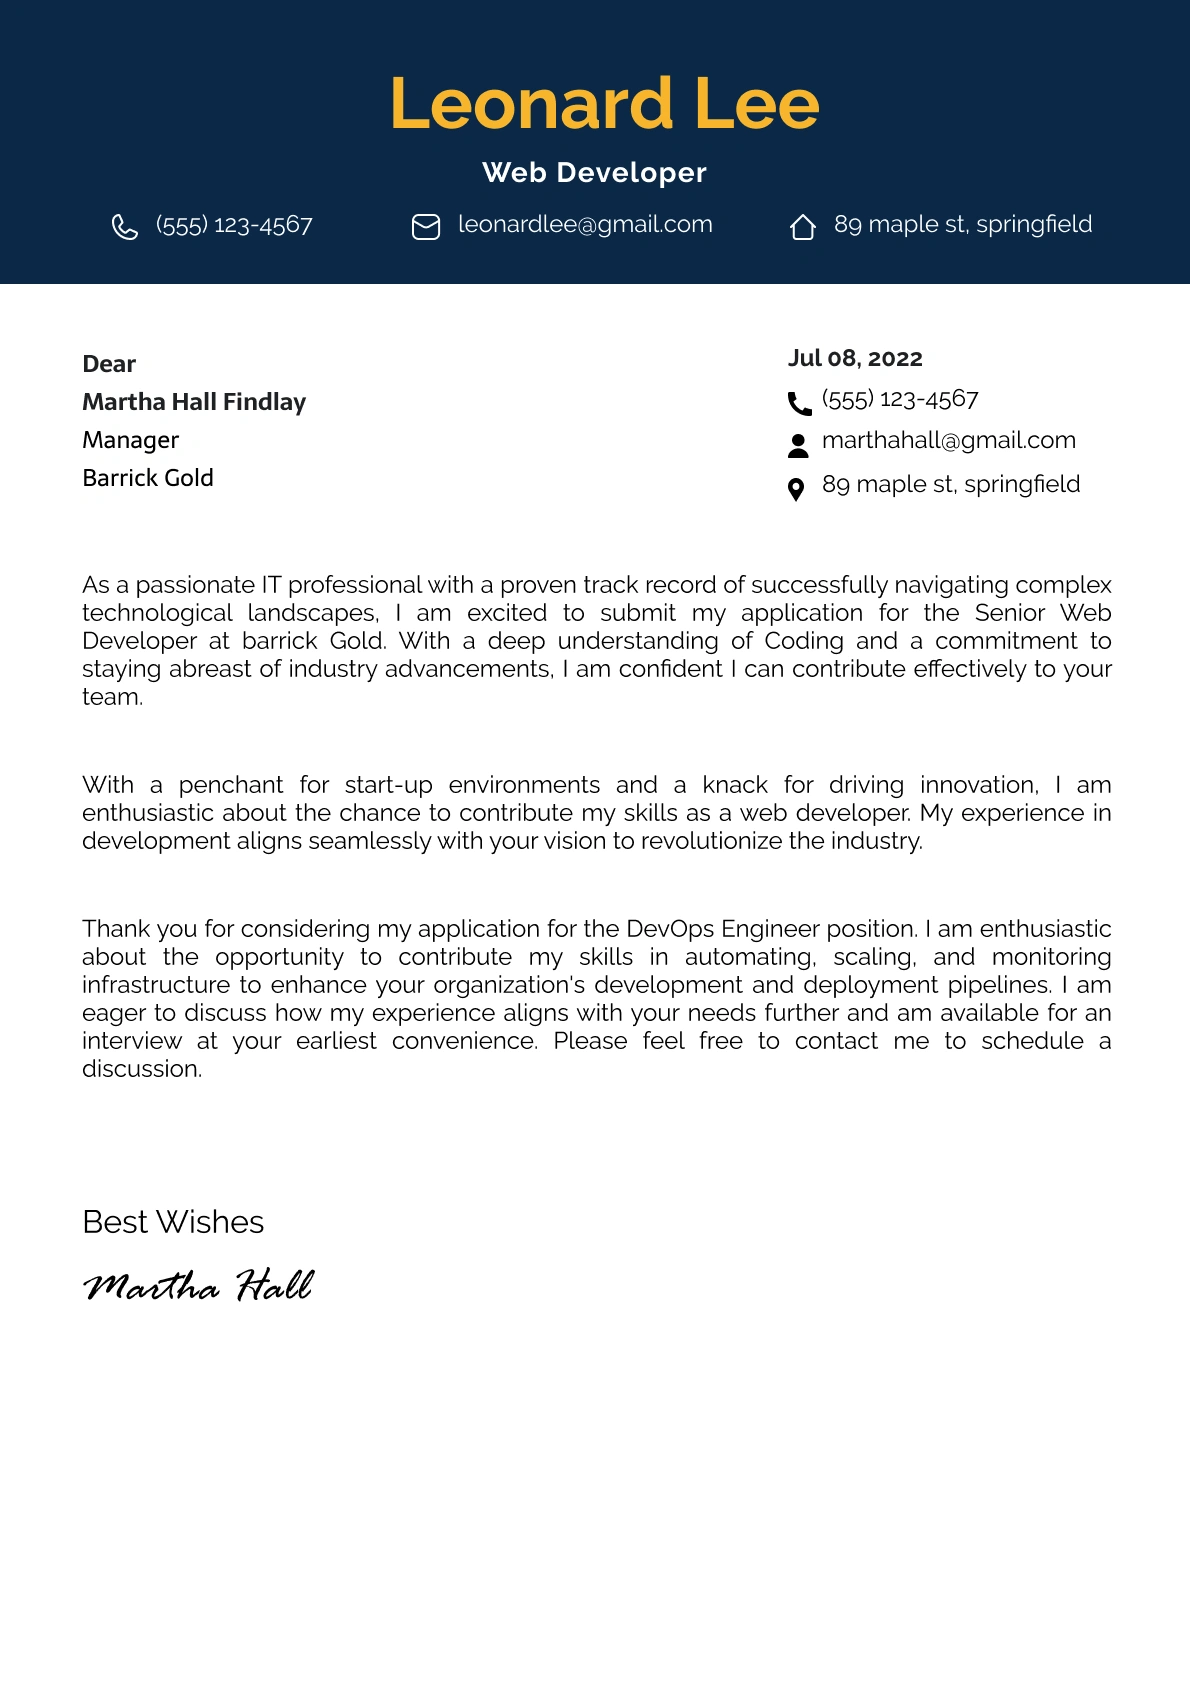 Leonard Lee
Web Developer
(555) 123-4567
leonardlee@gmail.com
89 maple st, springfield
Dear
Martha Hall Findlay
Manager
Barrick Gold
Jul 08, 2022
(555) 123-4567
marthahall@gmail.com
89 maple st, springfield
As a passionate IT professional with a proven track record of successfully navigating complex
technological landscapes, I am excited to submit my application for the Senior Web
Developer at barrick Gold. With a deep understanding of Coding and a commitment to
staying abreast of industry advancements, I am confident I can contribute effectively to your
team.
With a penchant for start-up environments and a knack for driving innovation, I am
enthusiastic about the chance to contribute my skills as a web developer. My experience in
development aligns seamlessly with your vision to revolutionize the industry.
Thank you for considering my application for the DevOps Engineer position. I am enthusiastic
about the opportunity to contribute my skills in automating, scaling, and monitoring
infrastructure to enhance your organization's development and deployment pipelines. I am
eager to discuss how my experience aligns with your needs further and am available for an
interview at your earliest convenience. Please feel free to contact me to schedule a
discussion.
Best Wishes
Martha Hall